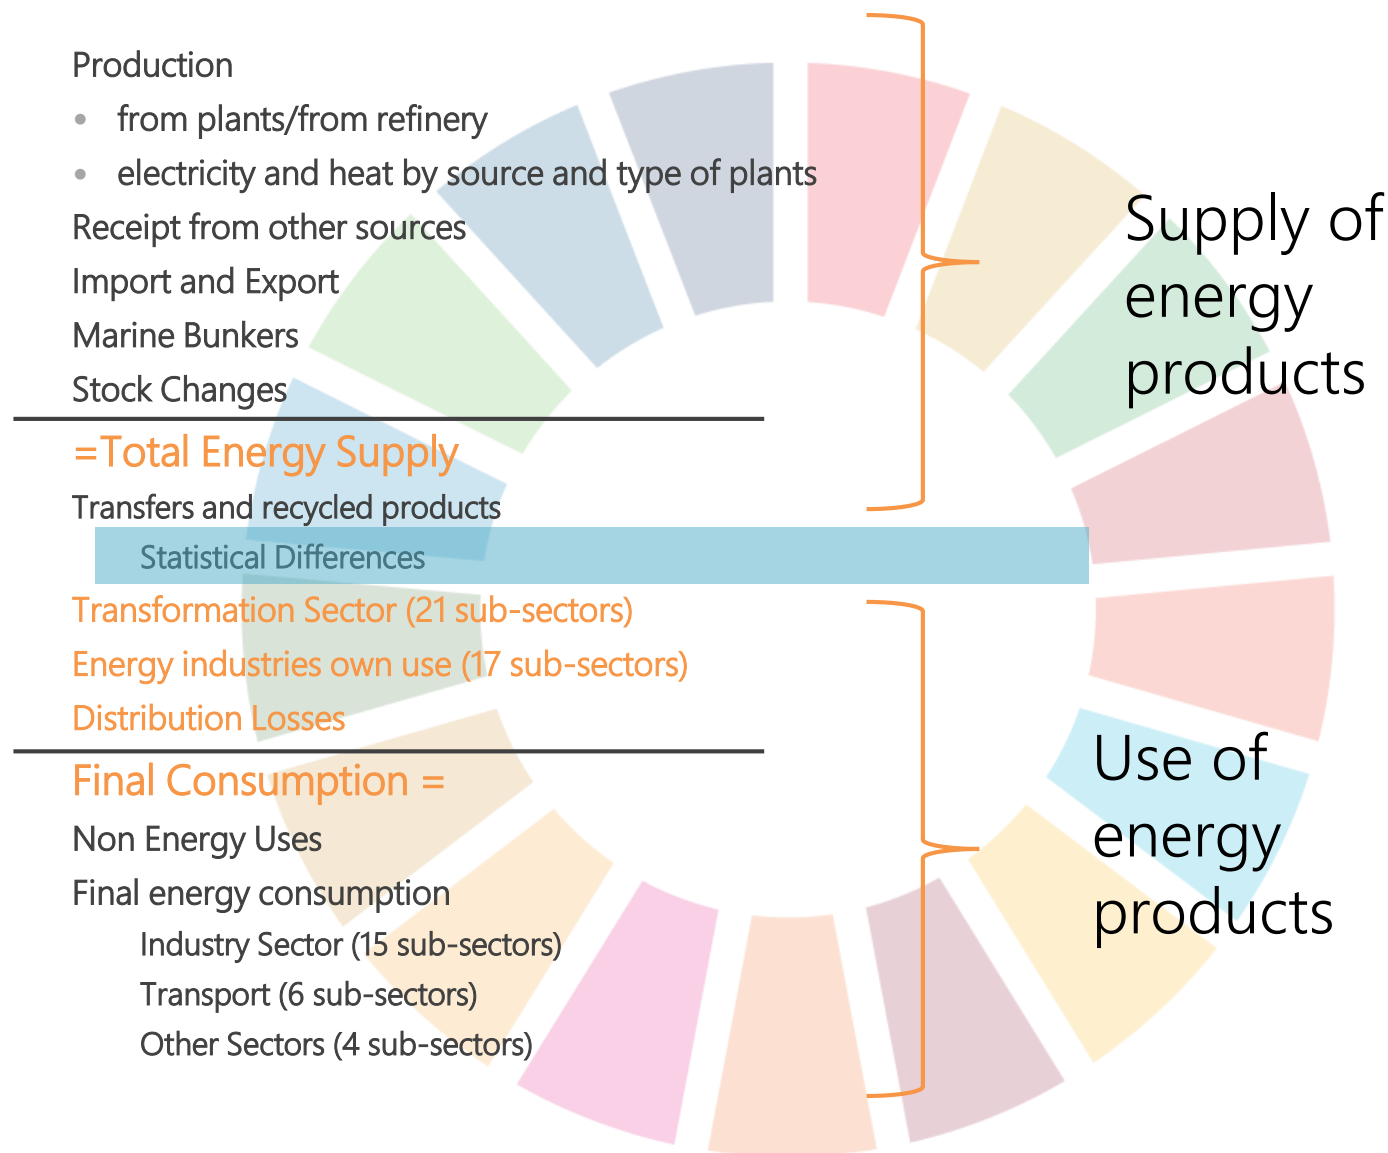 Production
• from plants/from refinery
• electricity and heat by source and type of plants
Receipt from other sources
Import and Export
Marine Bunkers
Stock Changes
=Total Energy Supply
Transfers and recycled products
Statistical Differences
Transformation Sector (21 sub-sectors)
Energy industries own use (17 sub-sectors)
Distribution Losses
Final Consumption =
Non Energy Uses
Final energy consumption
Industry Sector (15 sub-sectors)
Transport (6 sub-sectors)
Other Sectors (4 sub-sectors)
Supply of
energy
products
Use of
energy
products